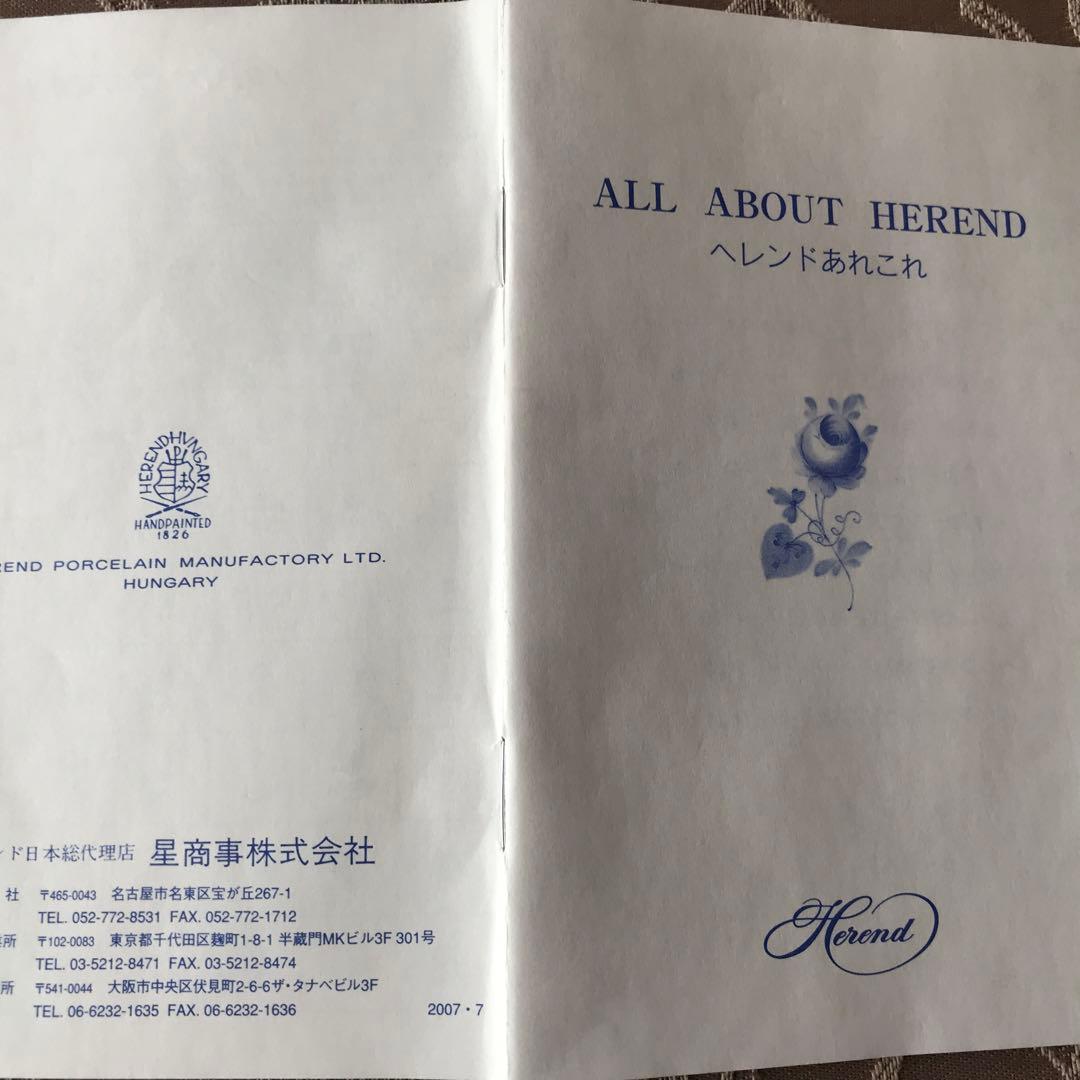 HERENDHVNGARY
HANDPAINTED
1826
REND PORCELAIN MANUFACTORY LTD.
HUNGARY
ンド日本総代理店 星商事株式会社
社 〒465-0043 名古屋市名東区宝が丘267-1
TEL. 052-772-8531 FAX. 052-772-1712
業所 〒102-0083 東京都千代田区麹町1-8-1 半蔵門MKビル3F 301号
TEL. 03-5212-8471 FAX. 03-5212-8474
所 〒541-0044 大阪市中央区伏見町2-6-6ザ・タナベビル3F
TEL. 06-6232-1635 FAX. 06-6232-1636
2007・7
ALL ABOUT HEREND
ヘレンドあれこれ
Herend